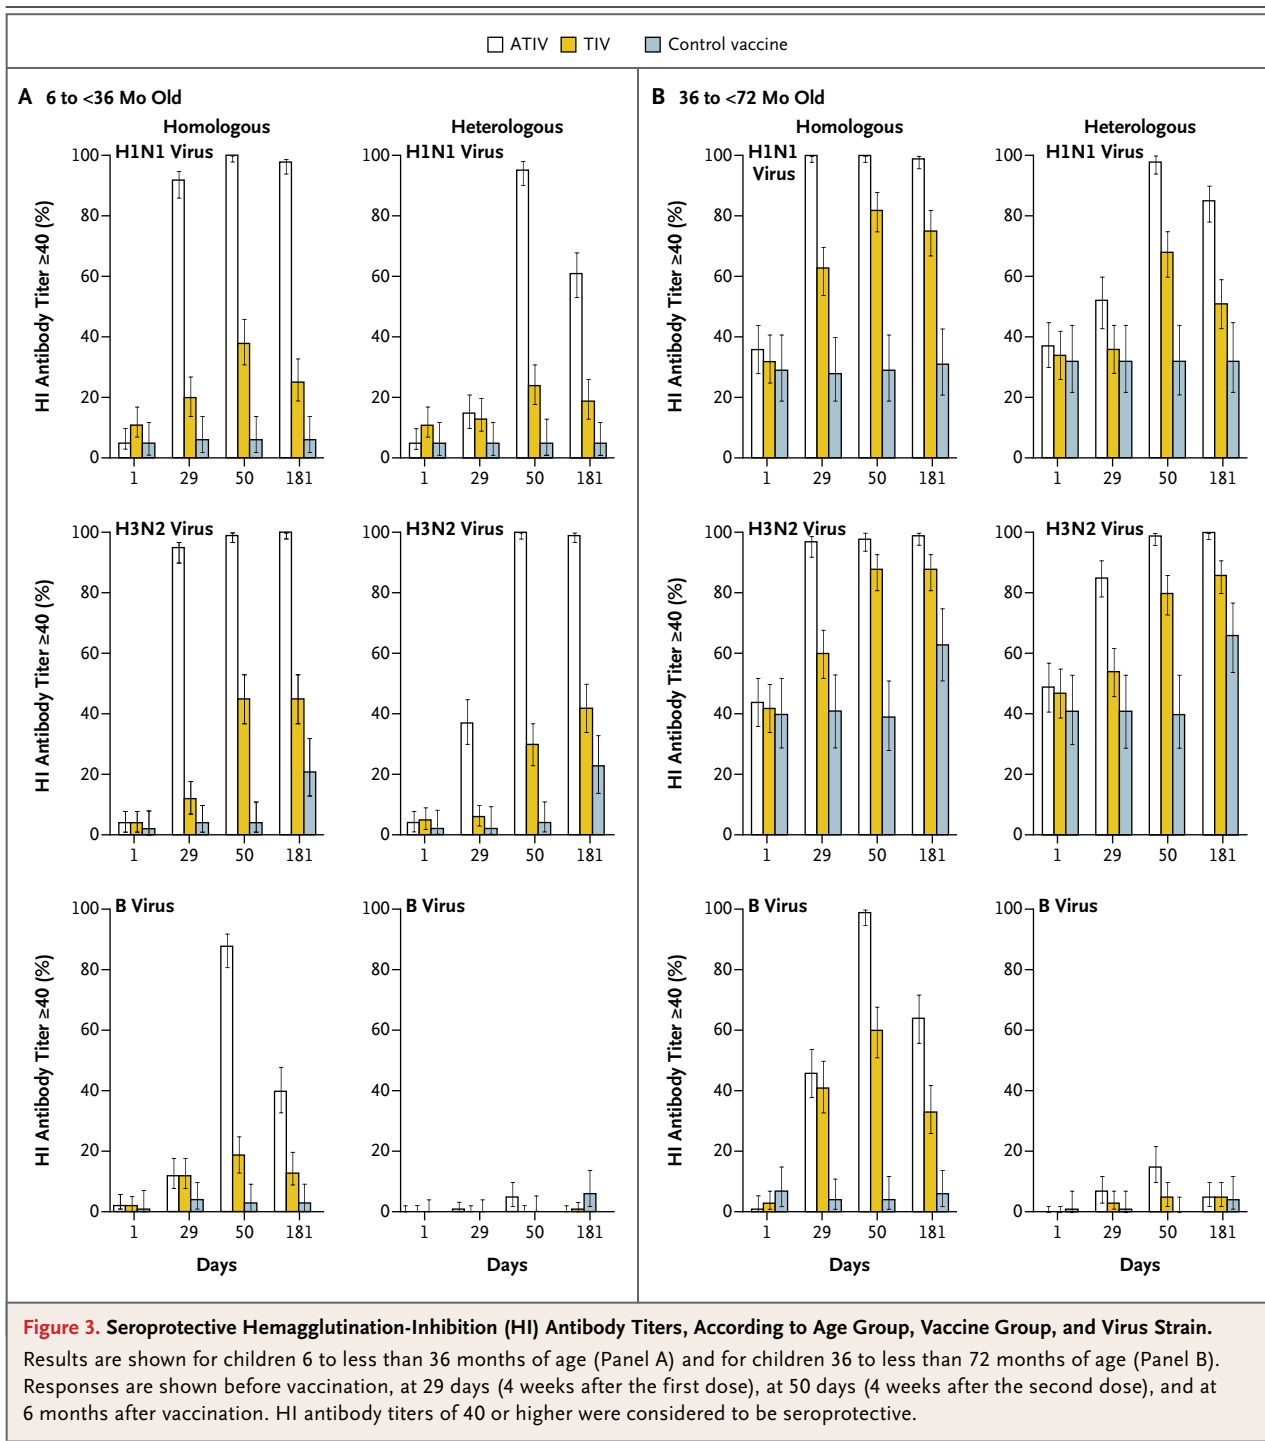 ATIV TIV Control vaccine
A 6 to <36 Mo Old
Homologous
Heterologous
H1N1 Virus
HI Antibody Titer ≥40 (%)
100
80
60
40
20
0
1 29 50 181
H1N1 Virus
100
80
60
40
20
0
1 29 50 181
H3N2 Virus
HI Antibody Titer ≥40 (%)
100
80
60
40
20
0
1 29 50 181
H3N2 Virus
100
80
60
40
20
0
1 29 50 181
B Virus
HI Antibody Titer ≥40 (%)
100
80
60
40
20
0
1 29 50 181
Days
B Virus
100
80
60
40
20
0
1 29 50 181
Days
B 36 to <72 Mo Old
Homologous
Heterologous
H1N1
Virus
HI Antibody Titer ≥40 (%)
100
80
60
40
20
0
1 29 50 181
H1N1 Virus
100
80
60
40
20
0
1 29 50 181
H3N2 Virus
HI Antibody Titer ≥40 (%)
100
80
60
40
20
0
1 29 50 181
H3N2 Virus
100
80
60
40
20
0
1 29 50 181
B Virus
HI Antibody Titer ≥40 (%)
100
80
60
40
20
0
1 29 50 181
Days
B Virus
100
80
60
40
20
0
1 29 50 181
Days
Figure 3. Seroprotective Hemagglutination-Inhibition (HI) Antibody Titers, According to Age Group, Vaccine Group, and Virus Strain.
Results are shown for children 6 to less than 36 months of age (Panel A) and for children 36 to less than 72 months of age (Panel B).
Responses are shown before vaccination, at 29 days (4 weeks after the first dose), at 50 days (4 weeks after the second dose), and at
6 months after vaccination. HI antibody titers of 40 or higher were considered to be seroprotective.